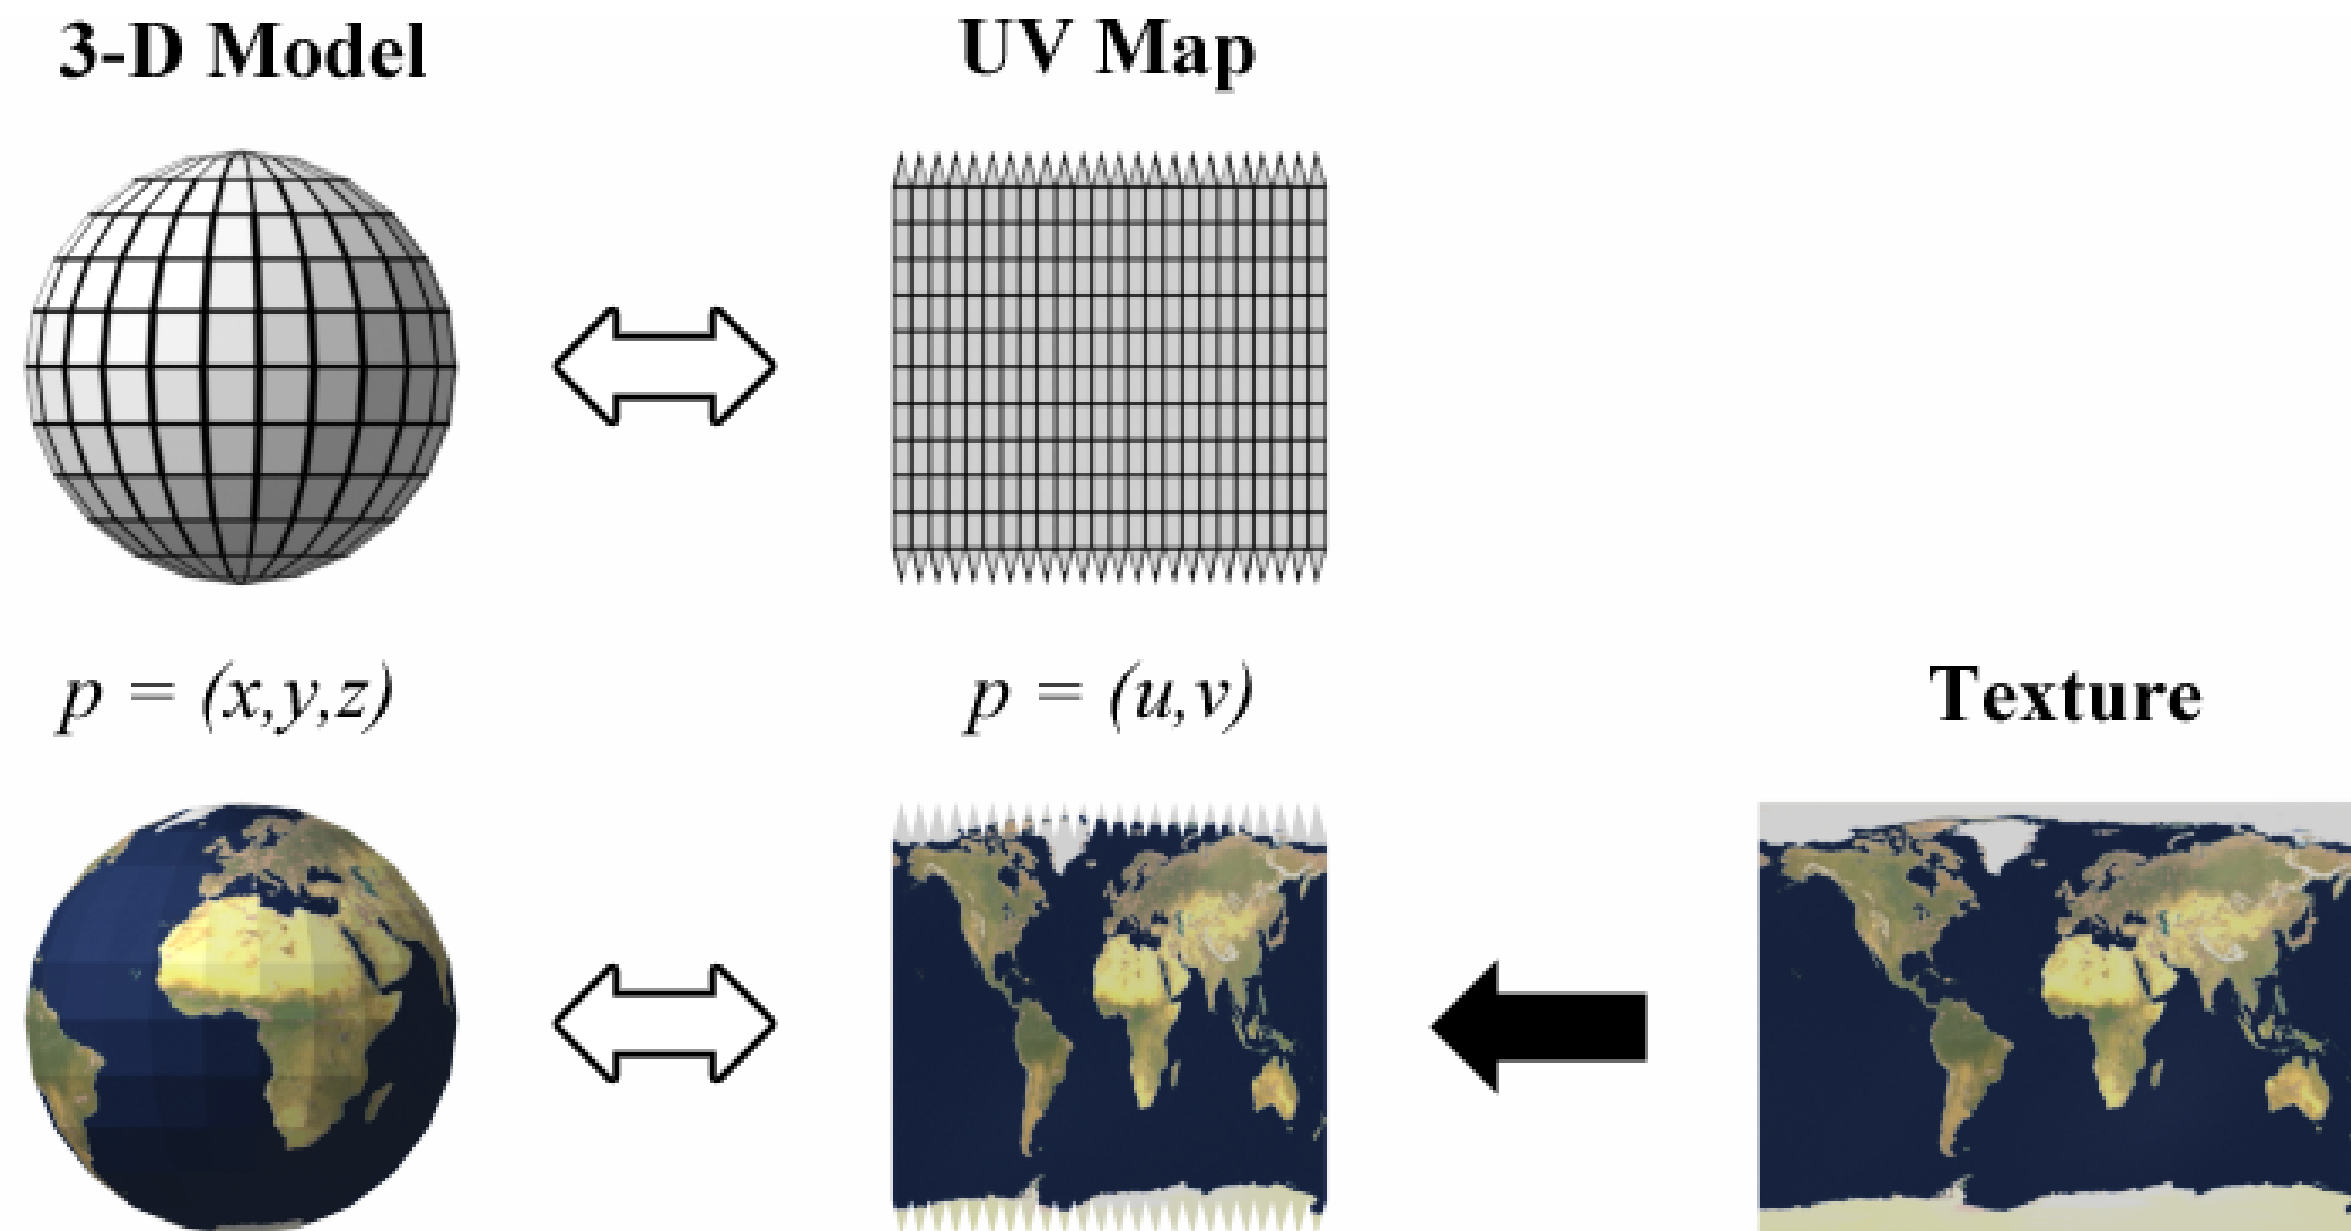 3-D Model
UV Map
p = (x,y,z)
p = (u,v)
Texture